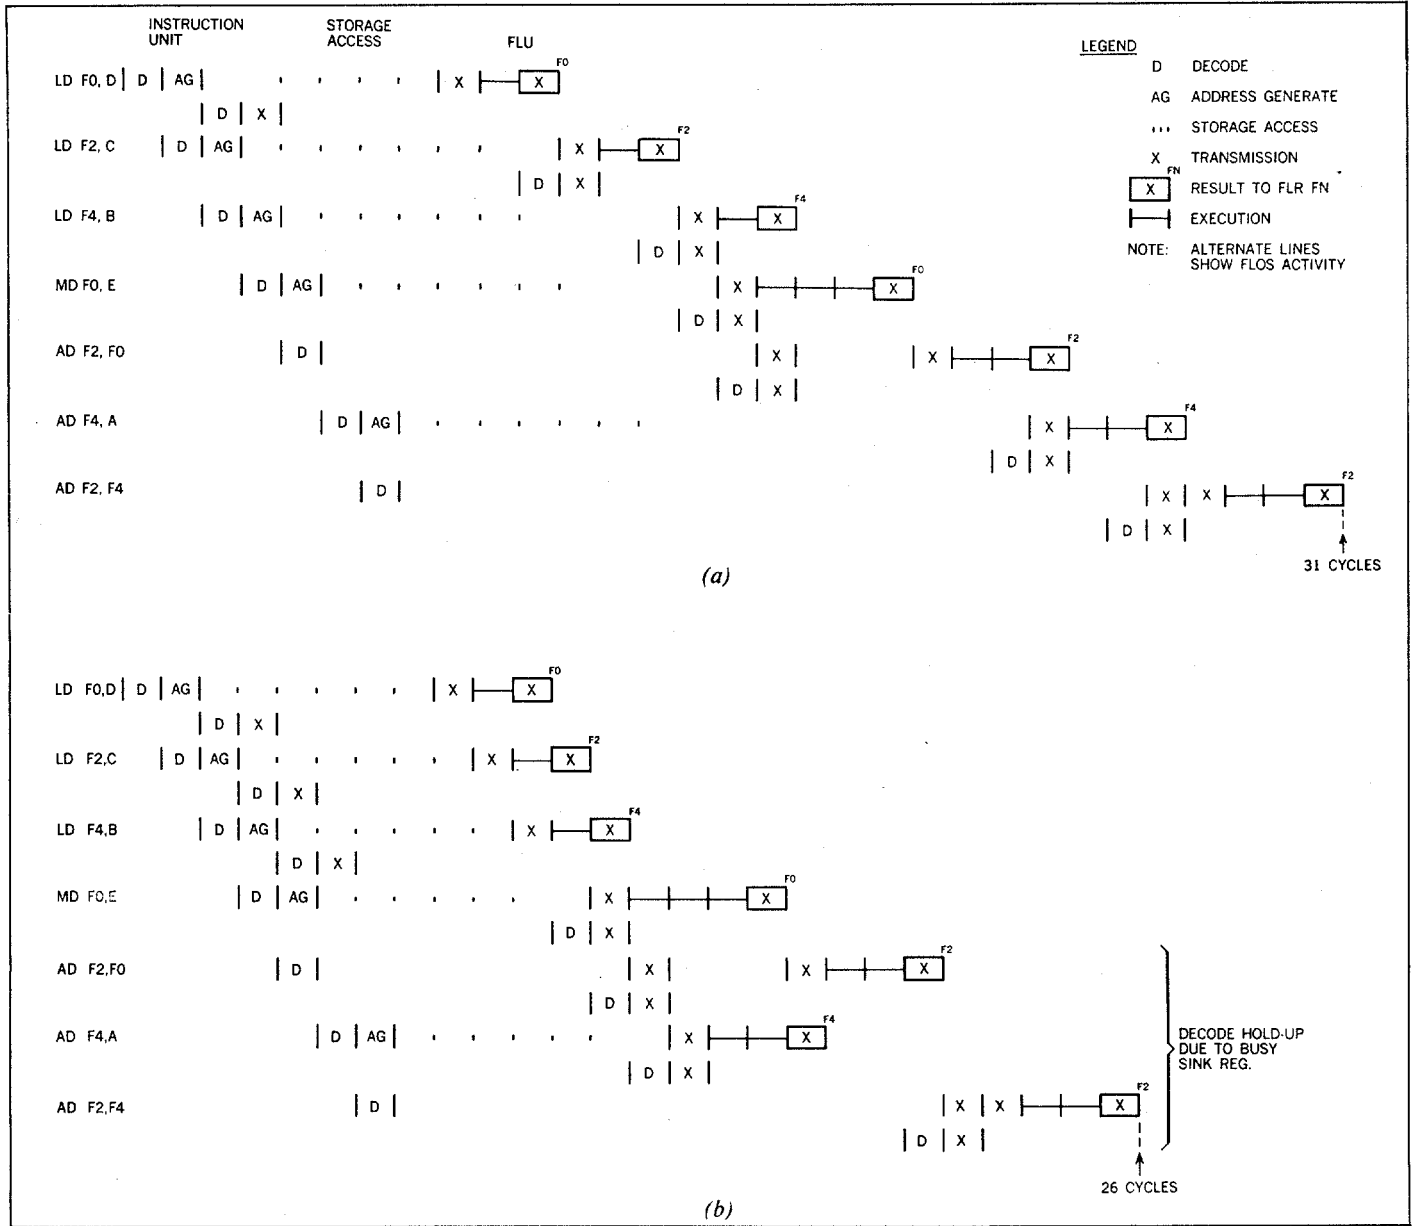 INSTRUCTION UNIT STORAGE ACCESS FLU
LEGEND
D DECODE
AG ADDRESS GENERATE
STORAGE ACCESS
X TRANSMISSION
FN
X RESULT TO FLR FN
EXECUTION
NOTE: ALTERNATE LINES
SHOW FLOS ACTIVITY
LD F0, D D AG X X F0
D X
LD F2, C D AG X X F2
D X
LD F4, B D AG X X F4
D X
MD F0, E D AG X X F0
D X
AD F2, F0 D X X X F2
D X
AD F4, A D AG X X F4
D X
AD F2, F4 D X X X F2
D X
31 CYCLES
(a)
LD F0,D D AG X X F0
D X
LD F2,C D AG X X F2
D X
LD F4,B D AG X X F4
D X
MD F0,E D AG X X F0
D X
AD F2,F0 D X X X F2
D X
AD F4,A D AG X X F4
D X
DECODE HOLD-UP
DUE TO BUSY
SINK REG.
AD F2,F4 D X X X F2
D X
26 CYCLES
(b)